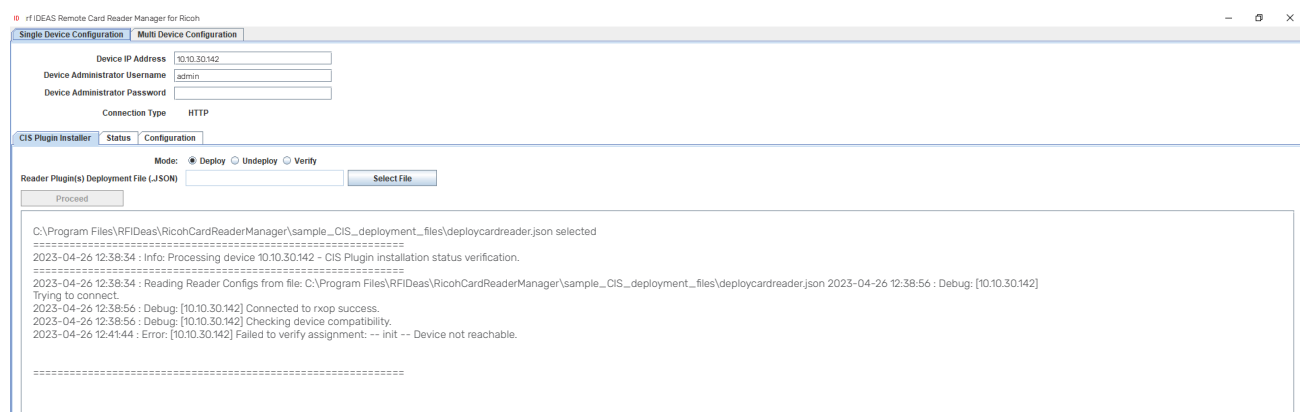 ID rf IDEAS Remote Card Reader Manager for Ricoh
Single Device Configuration Multi Device Configuration
Device IP Address 10.10.30.142
Device Administrator Username admin
Device Administrator Password
Connection Type HTTP
CIS Plugin Installer Status Configuration
Mode: Deploy Undeploy Verify
Reader Plugin(s) Deployment File (.JSON) Select File
Proceed
C:\Program Files\RFIDeas\RicohCardReaderManager\sample_CIS_deployment_files\deploycardreader.json selected
=============================================================
2023-04-26 12:38:34 : Info: Processing device 10.10.30.142 - CIS Plugin installation status verification.
=============================================================
2023-04-26 12:38:34 : Reading Reader Configs from file: C:\Program Files\RFIDeas\RicohCardReaderManager\sample_CIS_deployment_files\deploycardreader.json 2023-04-26 12:38:56 : Debug: [10.10.30.142]
Trying to connect.
2023-04-26 12:38:56 : Debug: [10.10.30.142] Connected to rxop success.
2023-04-26 12:38:56 : Debug: [10.10.30.142] Checking device compatibility.
2023-04-26 12:41:44 : Error: [10.10.30.142] Failed to verify assignment: -- init -- Device not reachable.
=============================================================